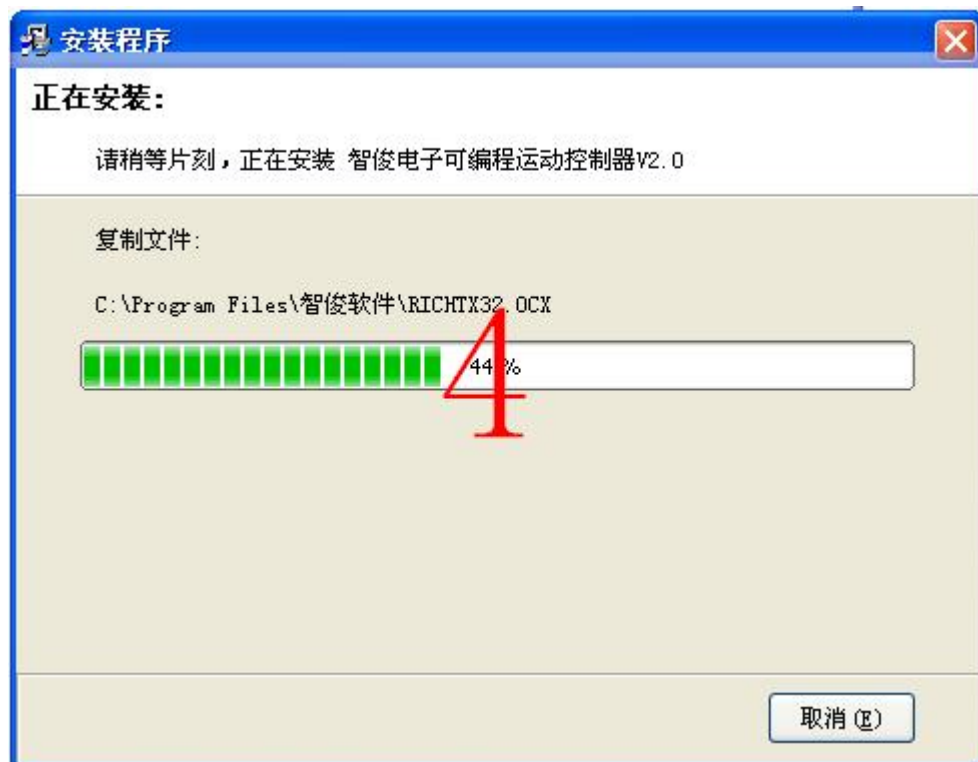 安装程序
正在安装:
请稍等片刻，正在安装 智俊电子可编程运动控制器V2.0
复制文件:
C:\Program Files\智俊软件\RICHTX32.OCX
44%
4
取消(E)